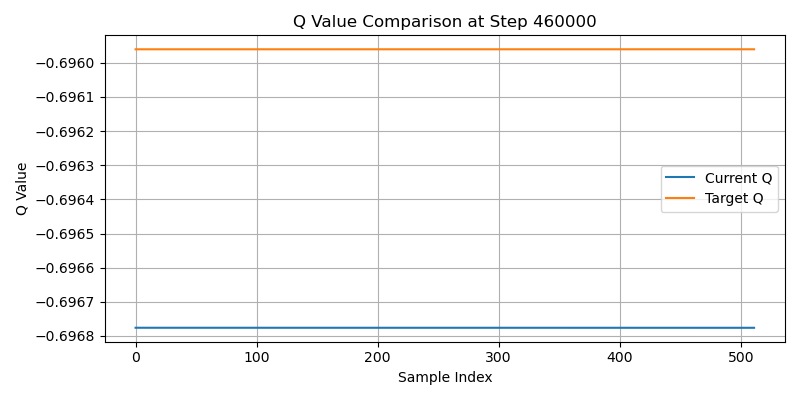 Q Value Comparison at Step 460000
−0.6960
−0.6961
−0.6962
−0.6963
−0.6964
−0.6965
−0.6966
−0.6967
−0.6968
Q Value
Current Q
Target Q
0 100 200 300 400 500
Sample Index